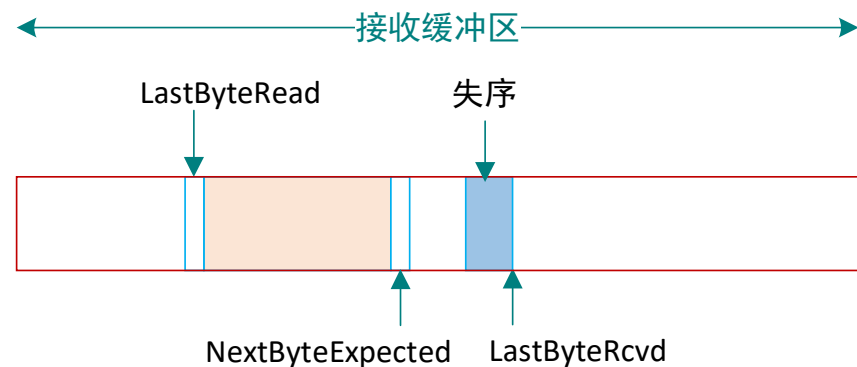 接收缓冲区
LastByteRead
失序
NextByteExpected
LastByteRcvd